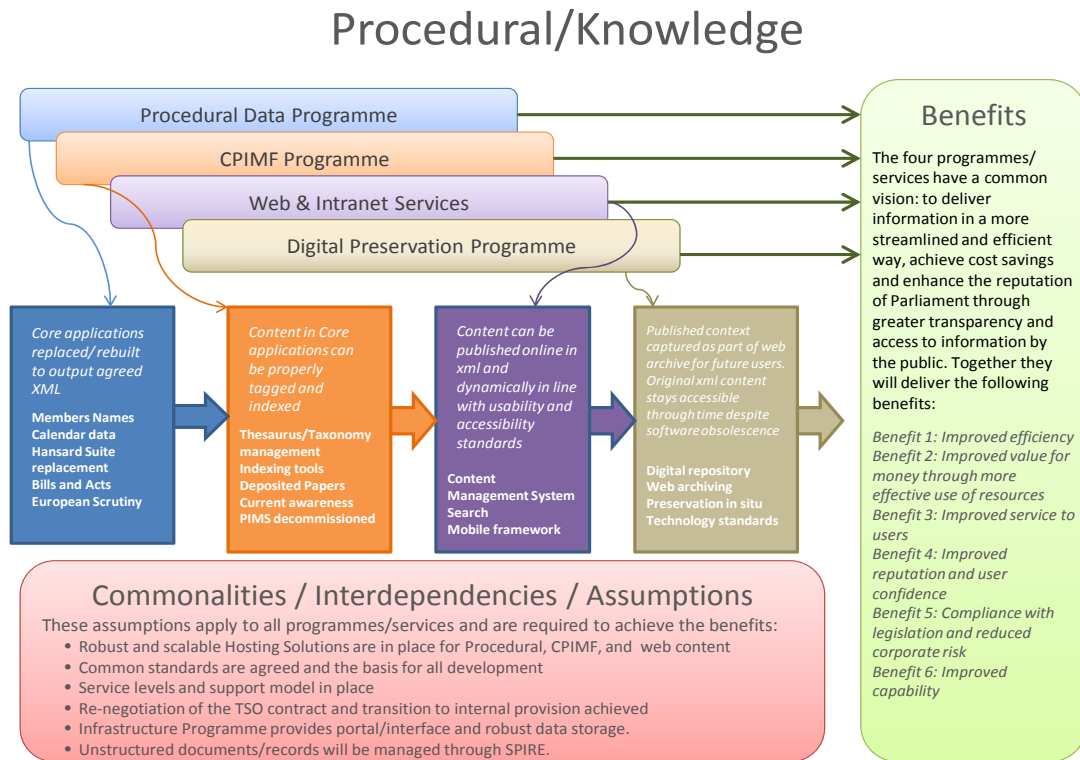 Procedural/Knowledge
Procedural Data Programme
CPIMF Programme
Web & Intranet Services
Digital Preservation Programme
Core applications
replaced/ rebuilt
to output agreed
XML
Members Names
Calendar data
Hansard Suite
replacement
Bills and Acts
European Scrutiny
Content in Core
applications can
be properly
tagged and
indexed
Thesaurus/Taxonomy
management
Indexing tools
Deposited Papers
Current awareness
PIMS decommissioned
Content can be
published online in
xml and
dynamically in line
with usability and
accessibility
standards
Content
Management System
Search
Mobile framework
Published context
captured as part of web
archive for future users.
Original xml content
stays accessible
through time despite
software obsolescence
Digital repository
Web archiving
Preservation in situ
Technology standards
Benefits
The four programmes/
services have a common
vision: to deliver
information in a more
streamlined and efficient
way, achieve cost savings
and enhance the reputation
of Parliament through
greater transparency and
access to information by
the public. Together they
will deliver the following
benefits:
Benefit 1: Improved efficiency
Benefit 2: Improved value for
money through more
effective use of resources
Benefit 3: Improved service to
users
Benefit 4: Improved
reputation and user
confidence
Benefit 5: Compliance with
legislation and reduced
corporate risk
Benefit 6: Improved
capability
Commonalities / Interdependencies / Assumptions
These assumptions apply to all programmes/services and are required to achieve the benefits:
• Robust and scalable Hosting Solutions are in place for Procedural, CPIMF, and web content
• Common standards are agreed and the basis for all development
• Service levels and support model in place
• Re-negotiation of the TSO contract and transition to internal provision achieved
• Infrastructure Programme provides portal/interface and robust data storage.
• Unstructured documents/records will be managed through SPIRE.